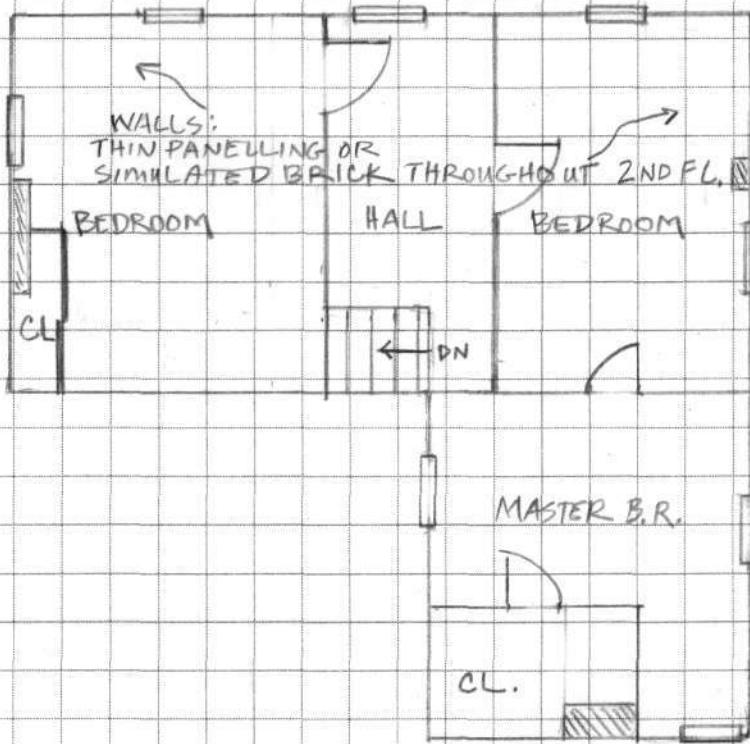 WALLS:
THIN PANELLING OR
SIMULATED BRICK THROUGHOUT 2ND FL.
BEDROOM
HALL
BEDROOM
CL
DN
MASTER B.R.
CL.